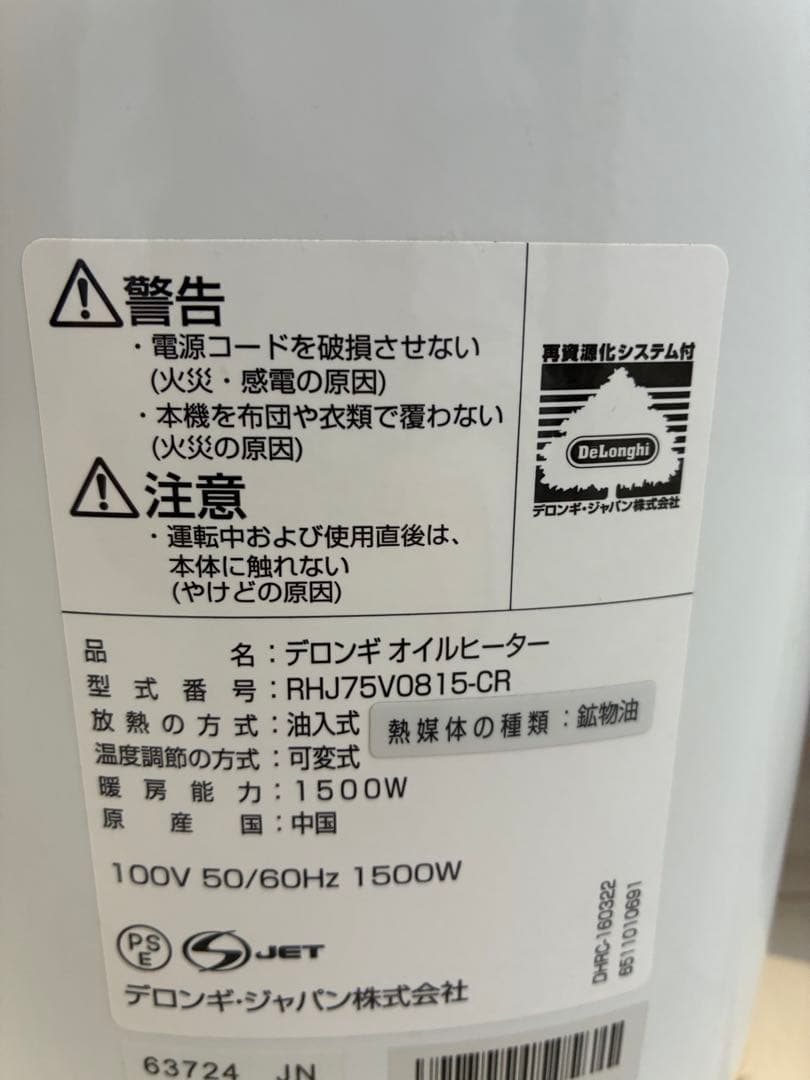 警告
・電源コードを破損させない
(火災・感電の原因)
・本機を布団や衣類で覆わない
(火災の原因)
注意
・運転中および使用直後は、
本体に触れない
(やけどの原因)
再資源化システム付
DeLonghi
デロンギ・ジャパン株式会社
品名：デロンギ オイルヒーター
型式番号：RHJ75V0815-CR
放熱の方式：油入式
熱媒体の種類：鉱物油
温度調節の方式：可変式
暖房能力：1500W
原産国：中国
100V 50/60Hz 1500W
PSE JET
デロンギ・ジャパン株式会社
DHRC-160322
6511010691
63724 JN